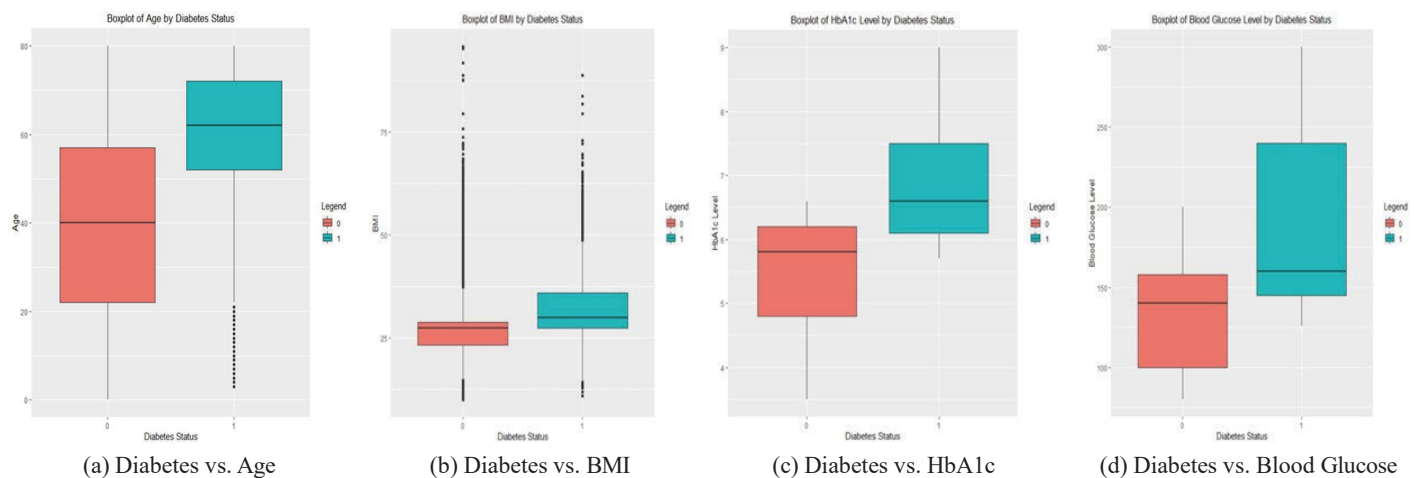 Boxplot of Age by Diabetes Status
80
60
40
20
0
Age
0
1
Diabetes Status
Legend
0
1
(a) Diabetes vs. Age
Boxplot of BMI by Diabetes Status
75
50
25
BMI
0
1
Diabetes Status
Legend
0
1
(b) Diabetes vs. BMI
Boxplot of HbA1c Level by Diabetes Status
9
8
7
6
5
4
HbA1c Level
0
1
Diabetes Status
Legend
0
1
(c) Diabetes vs. HbA1c
Boxplot of Blood Glucose Level by Diabetes Status
300
250
200
150
100
Blood Glucose Level
0
1
Diabetes Status
Legend
0
1
(d) Diabetes vs. Blood Glucose